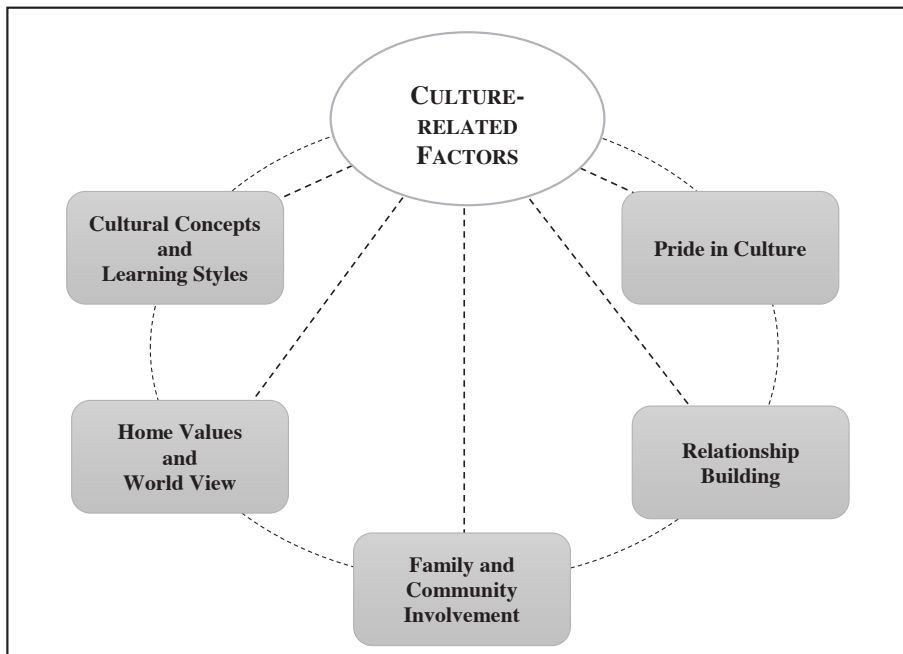 CULTURE-
RELATED
FACTORS
Cultural Concepts
and
Learning Styles
Pride in Culture
Home Values
and
World View
Relationship
Building
Family and
Community
Involvement